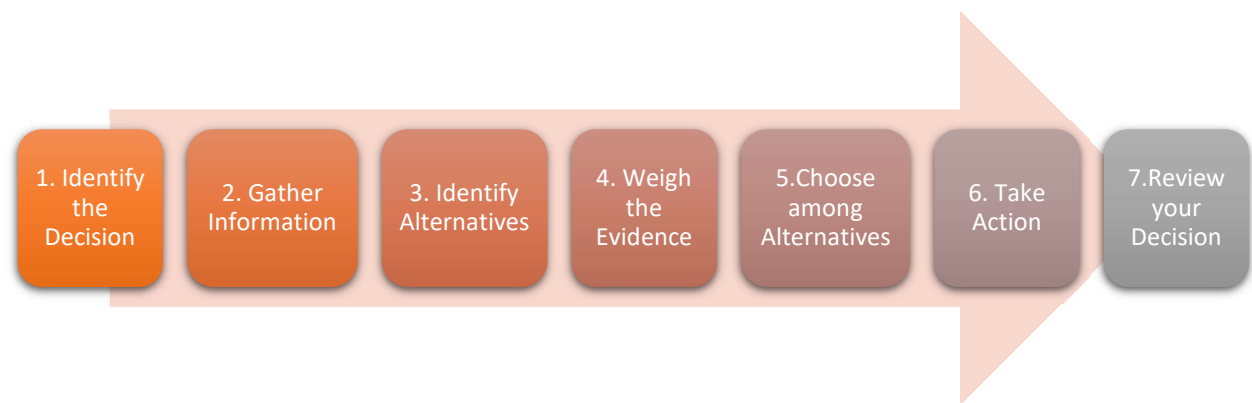 1. Identify
the
Decision
2. Gather
Information
3. Identify
Alternatives
4. Weigh
the
Evidence
5.Choose
among
Alternatives
6. Take
Action
7.Review
your
Decision